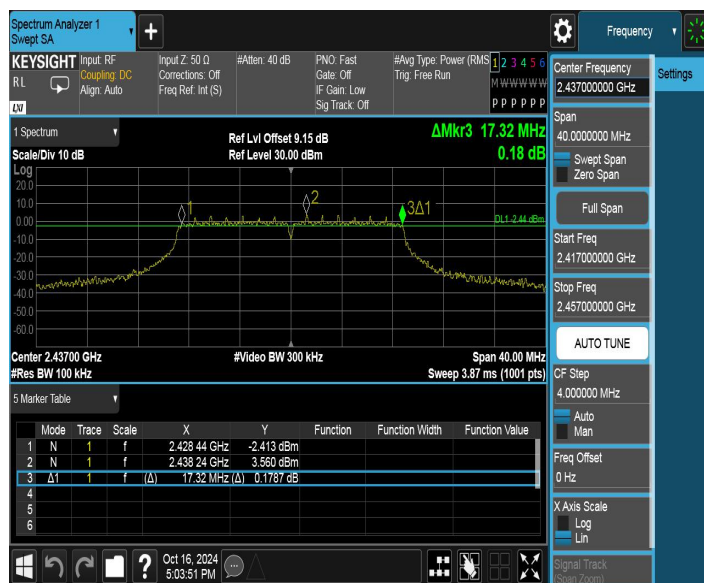 Spectrum Analyzer 1
Swept SA
+
Frequency
KEYSIGHT
RL
LXI
Input: RF
Coupling: DC
Align: Auto
Input Z: 50 Ω
Corrections: Off
Freq Ref: Int (S)
#Atten: 40 dB
PNO: Fast
Gate: Off
IF Gain: Low
Sig Track: Off
#Avg Type: Power (RMS
Trig: Free Run
1 2 3 4 5 6
M W W W W W
P P P P P P
Center Frequency
2.437000000 GHz
Settings
Span
40.0000000 MHz
Swept Span
Zero Span
Full Span
Start Freq
2.417000000 GHz
Stop Freq
2.457000000 GHz
AUTO TUNE
CF Step
4.000000 MHz
Auto
Man
Freq Offset
0 Hz
X Axis Scale
Log
Lin
Signal Track
(Span Zoom)
1 Spectrum
Scale/Div 10 dB
Ref Lvl Offset 9.15 dB
Ref Level 30.00 dBm
ΔMkr3 17.32 MHz
0.18 dB
Log
20.0
10.0
0.00
-10.0
-20.0
-30.0
-40.0
-50.0
-60.0
1
2
3Δ1
DL1 -2.44 dBm
Center 2.43700 GHz
#Res BW 100 kHz
#Video BW 300 kHz
Span 40.00 MHz
Sweep 3.87 ms (1001 pts)
5 Marker Table
Mode Trace Scale X Y Function Function Width Function Value
1 N 1 f 2.428 44 GHz -2.413 dBm
2 N 1 f 2.438 24 GHz 3.560 dBm
3 Δ1 1 f (Δ) 17.32 MHz (Δ) 0.1787 dB
4
5
6
?
Oct 16, 2024
5:03:51 PM